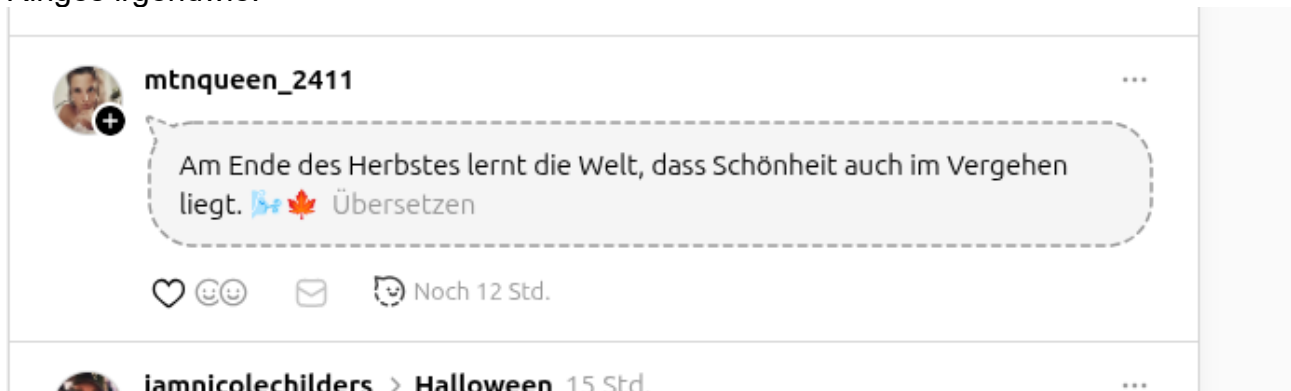 mtnqueen_2411
Am Ende des Herbstes lernt die Welt, dass Schönheit auch im Vergehen
liegt. 🌬️🍁 Übersetzen
Noch 12 Std.
iamnicolechilders > Halloween 15 Std.